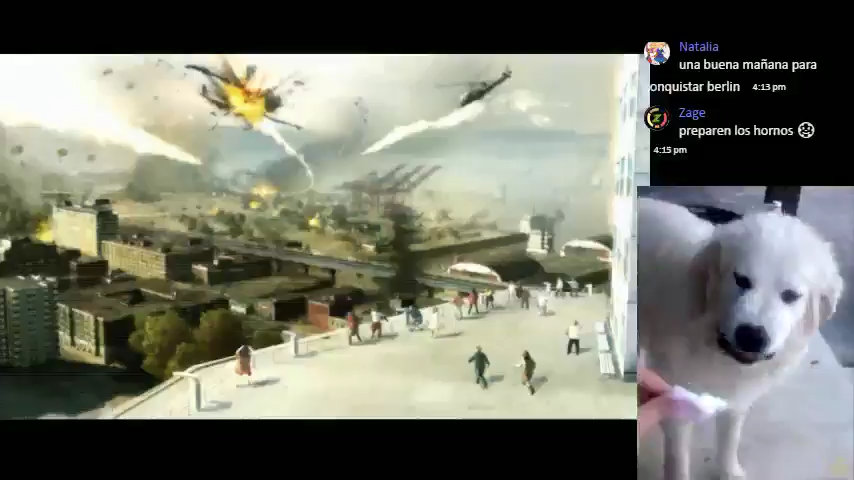 Natalia
una buena mañana para
onquistar berlin 4:13 pm
Zage
preparen los hornos ☹
4:15 pm